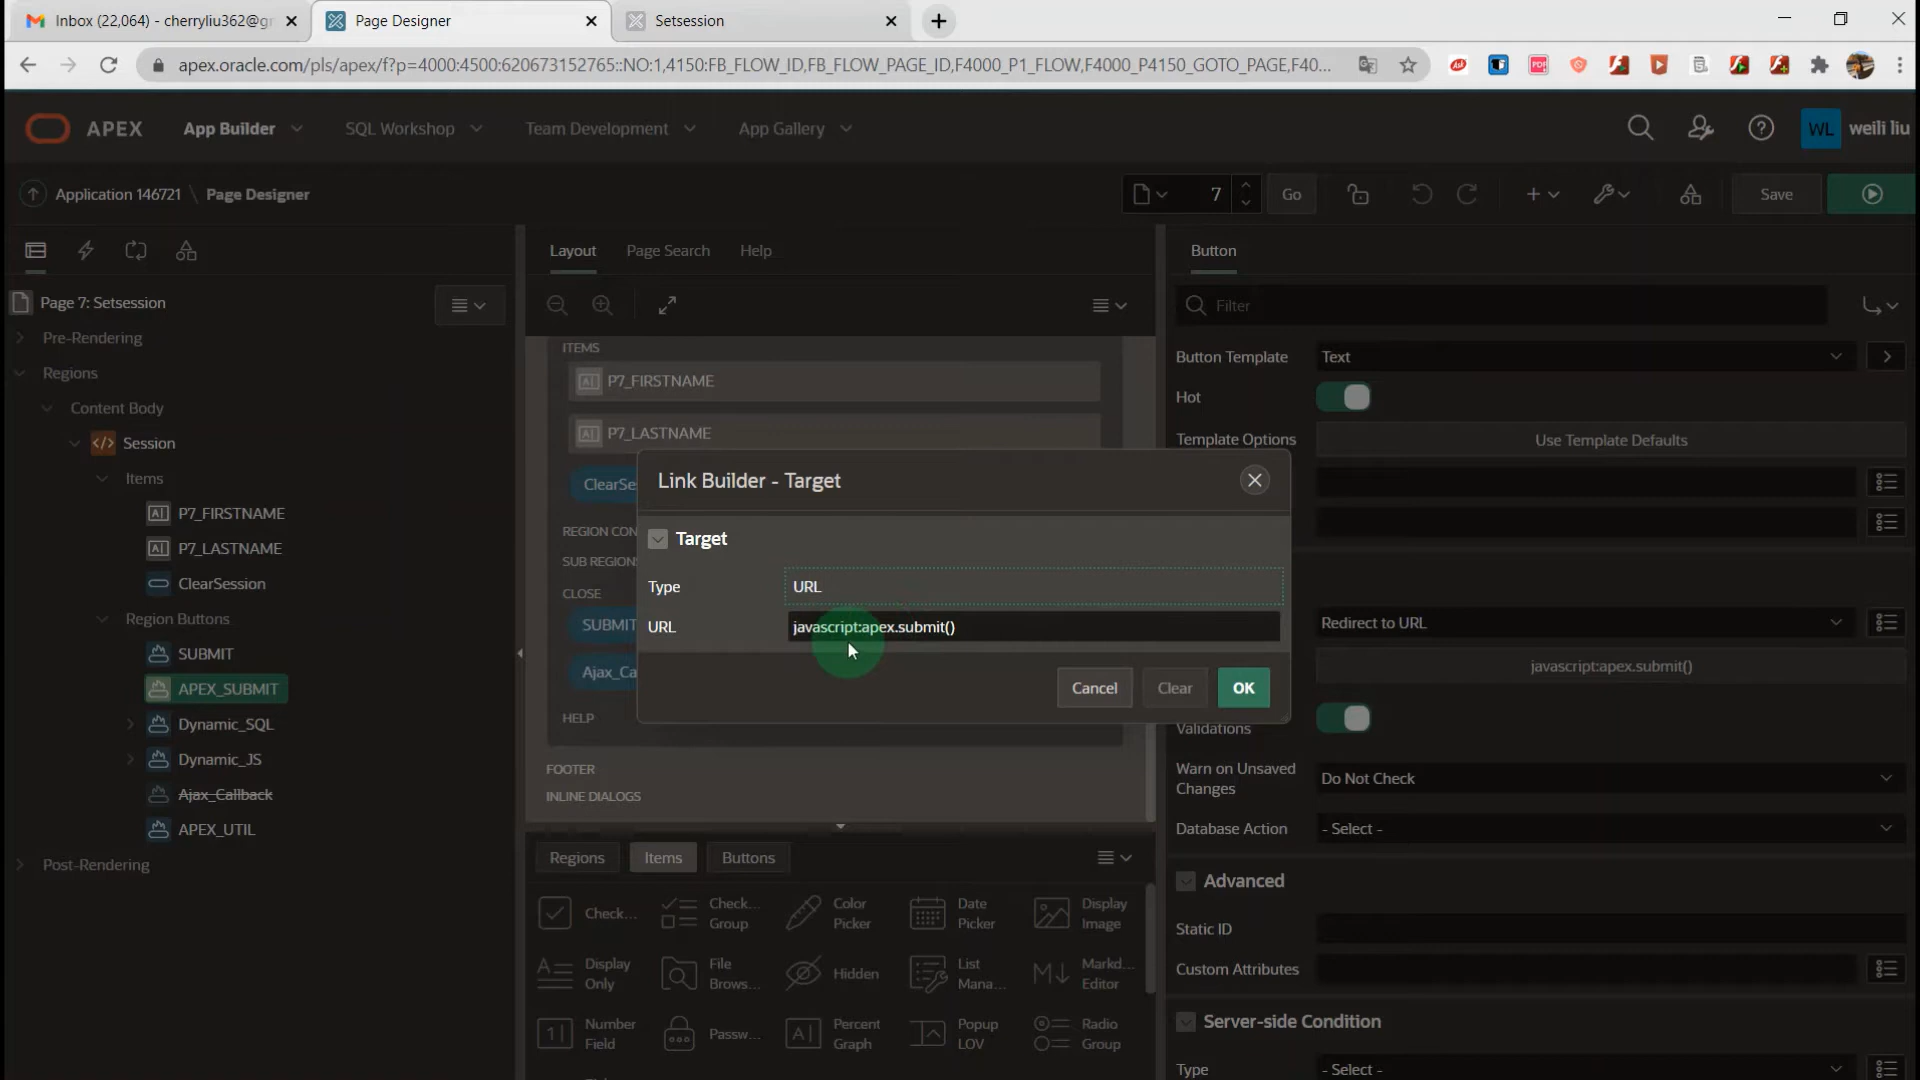 Inbox (22,064) - cherryliu362@gr
Page Designer
Setsession
apex.oracle.com/pls/apex/f?p=4000:4500:620673152765::NO:1,4150:FB_FLOW_ID,FB_FLOW_PAGE_ID,F4000_P1_FLOW,F4000_P4150_GOTO_PAGE,F40...
APEX
App Builder
SQL Workshop
Team Development
App Gallery
WL
weili liu
Application 146721 \ Page Designer
7
Go
Save
Layout
Page Search
Help
Button
Page 7: Setsession
Filter
Pre-Rendering
Regions
Content Body
Session
Items
P7_FIRSTNAME
P7_LASTNAME
ClearSession
Region Buttons
SUBMIT
APEX_SUBMIT
Dynamic_SQL
Dynamic_JS
Ajax_Callback
APEX_UTIL
Post-Rendering
ITEMS
P7_FIRSTNAME
P7_LASTNAME
ClearSe
REGION CON
SUB REGIONS
CLOSE
SUBMIT
Ajax_Ca
HELP
FOOTER
INLINE DIALOGS
Link Builder - Target
Target
Type
URL
URL
javascript:apex.submit()
Cancel
Clear
OK
Button Template
Text
Hot
Template Options
Use Template Defaults
Redirect to URL
javascript:apex.submit()
Validations
Warn on Unsaved
Changes
Do Not Check
Database Action
- Select -
Advanced
Static ID
Custom Attributes
Server-side Condition
Type
- Select -
Regions
Items
Buttons
Check...
Check...
Group
Color
Picker
Date
Picker
Display
Image
Display
Only
File
Brows...
Hidden
List
Mana...
Markd...
Editor
Number
Field
Passw...
Percent
Graph
Popup
LOV
Radio
Group